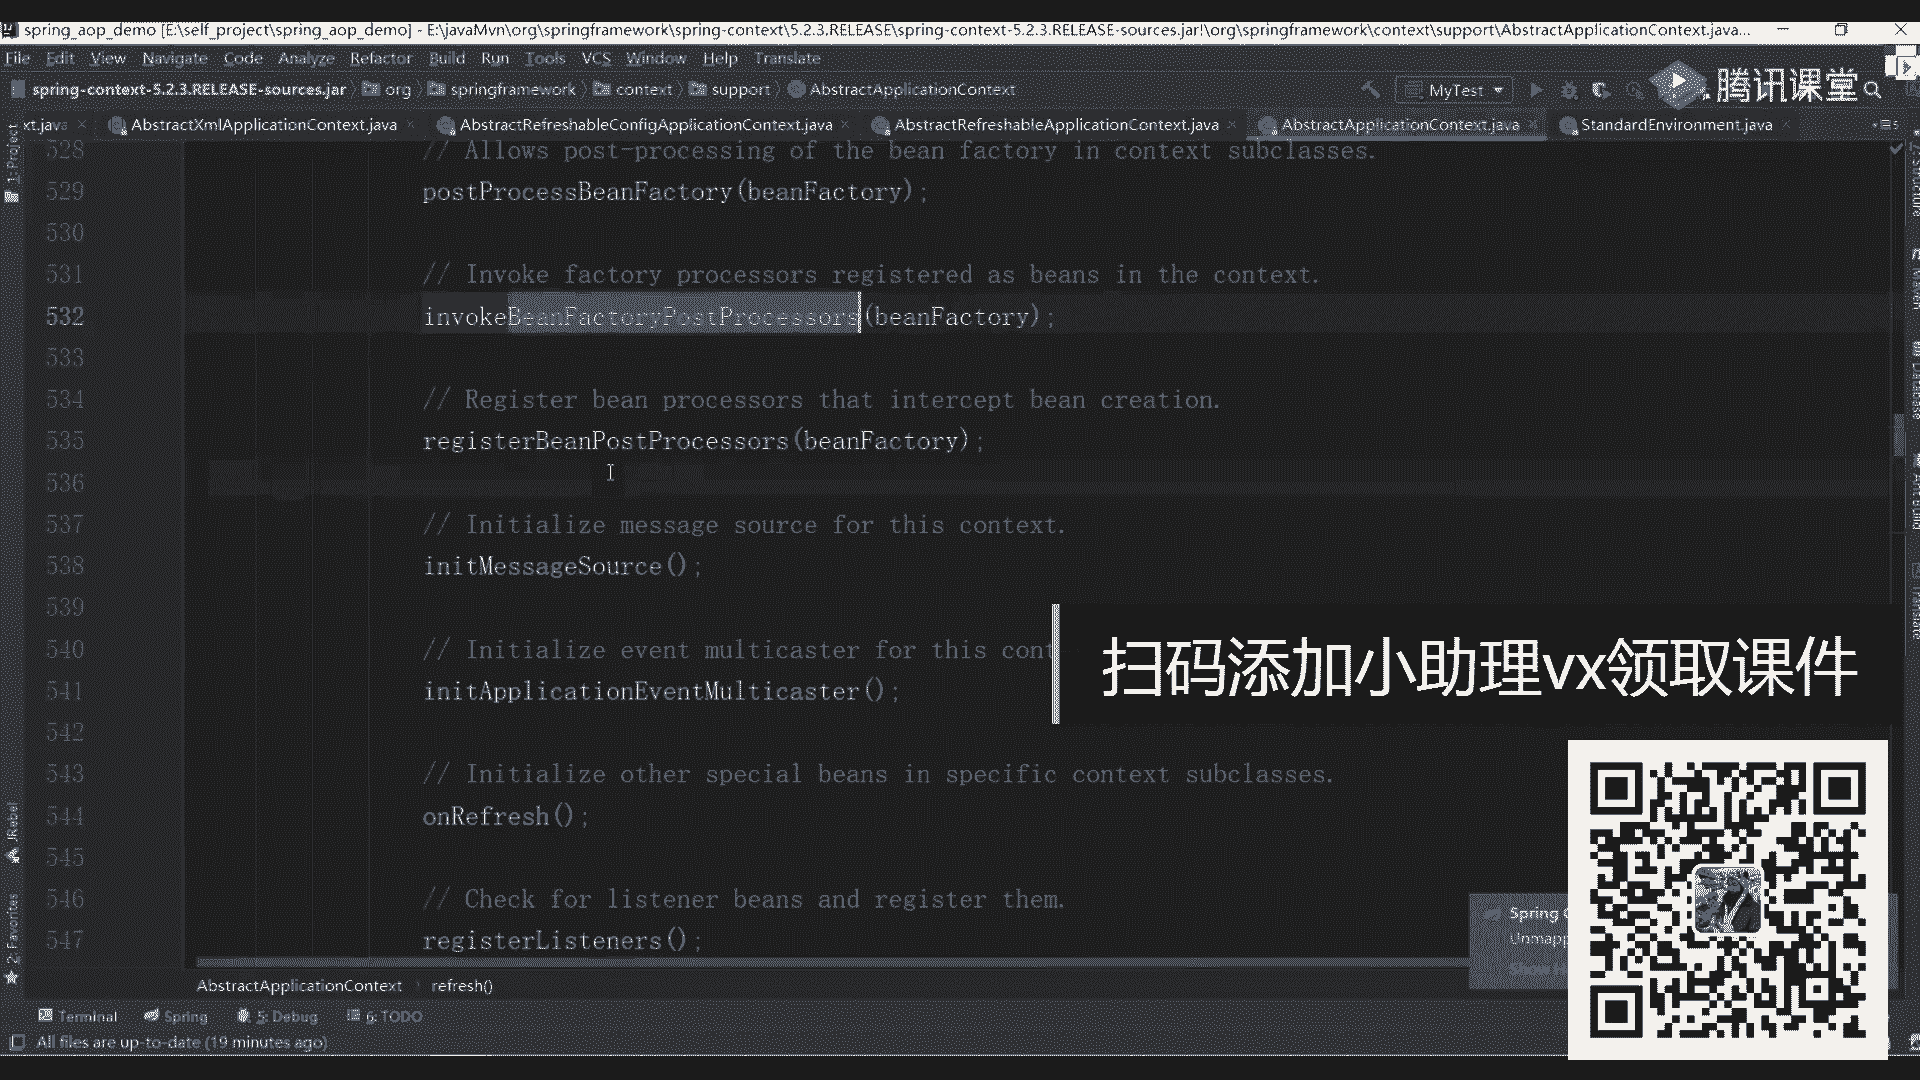 spring_aop_demo [E:\self_project\spring_aop_demo] - E:\javaMvn\org\springframework\spring-context\5.2.3.RELEASE\spring-context-5.2.3.RELEASE-sources.jar!\org\springframework\context\support\AbstractApplicationContext.java...
File Edit View Navigate Code Analyze Refactor Build Run Tools VCS Window Help Translate
spring-context-5.2.3.RELEASE-sources.jar org springframework context support AbstractApplicationContext MyTest
腾讯课堂
xt.java AbstractXmlApplicationContext.java AbstractRefreshableConfigApplicationContext.java AbstractRefreshableApplicationContext.java AbstractApplicationContext.java StandardEnvironment.java
528 // Allows post-processing of the bean factory in context subclasses.
529 postProcessBeanFactory(beanFactory);
530
531 // Invoke factory processors registered as beans in the context.
532 invokeBeanFactoryPostProcessors(beanFactory);
533
534 // Register bean processors that intercept bean creation.
535 registerBeanPostProcessors(beanFactory);
536
537 // Initialize message source for this context.
538 initMessageSource();
539
540 // Initialize event multicaster for this cont
541 initApplicationEventMulticaster();
542
543 // Initialize other special beans in specific context subclasses.
544 onRefresh();
545
546 // Check for listener beans and register them.
547 registerListeners();
扫码添加小助理vx领取课件
Spring
Unmapp
AbstractApplicationContext refresh()
Terminal Spring 5: Debug 6: TODO
All files are up-to-date (19 minutes ago)
1: Project
JRebel
2: Favorites
Structure
Maven
Database
Translate